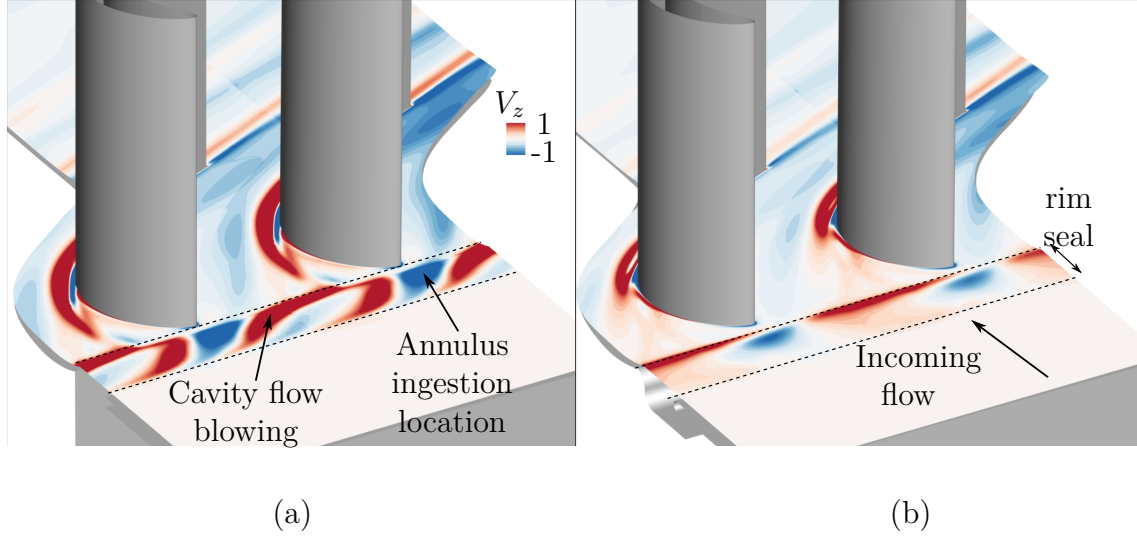 V_z
1
-1
Cavity flow
blowing
Annulus
ingestion
location
rim
seal
Incoming
flow
(a)
(b)